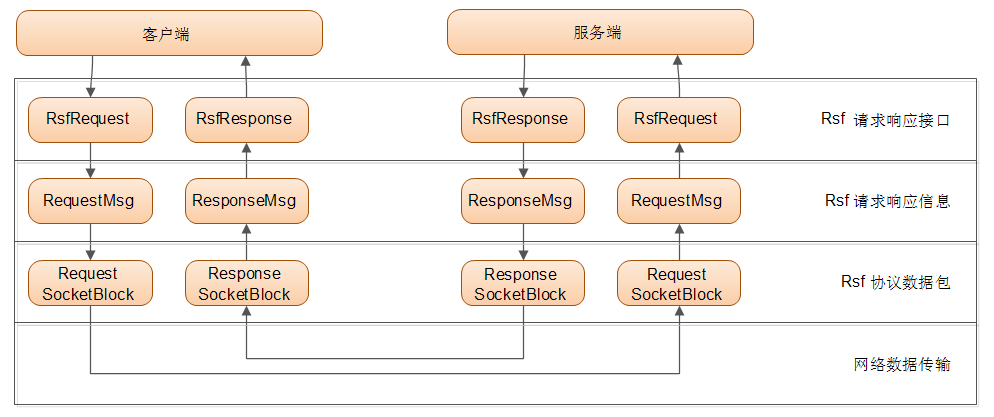 客户端
服务端
RsfRequest
RsfResponse
RsfResponse
RsfRequest
Rsf 请求响应接口
RequestMsg
ResponseMsg
ResponseMsg
RequestMsg
Rsf 请求响应信息
Request
SocketBlock
Response
SocketBlock
Response
SocketBlock
Request
SocketBlock
Rsf 协议数据包
网络数据传输